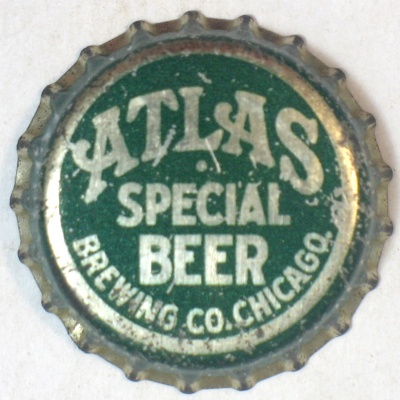 ATLAS
SPECIAL
BEER
BREWING CO. CHICAGO.